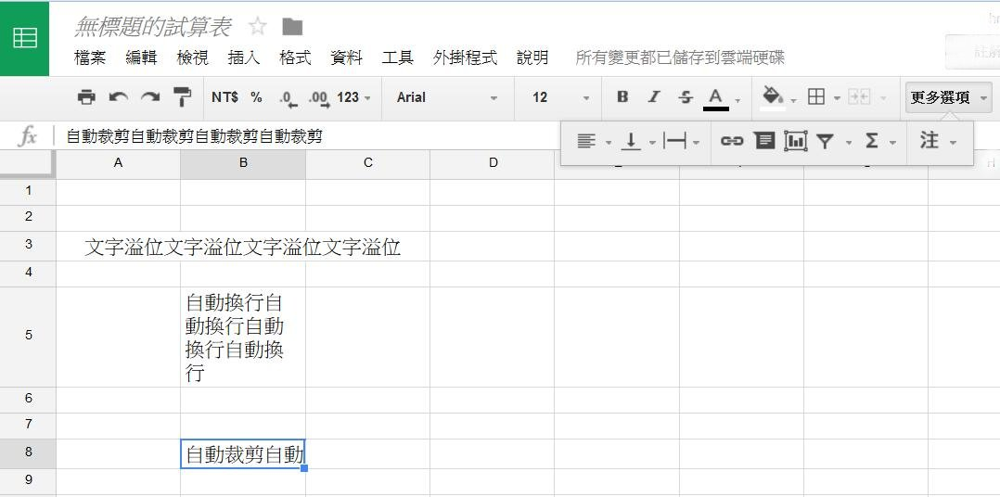 無標題的試算表
檔案 編輯 檢視 插入 格式 資料 工具 外掛程式 說明 所有變更都已儲存到雲端硬碟
NT$ % .0 .00 123 Arial 12 B I S A 更多選項
fx 自動裁剪自動裁剪自動裁剪自動裁剪
Σ 注
A B C D H
1
2
3 文字溢位文字溢位文字溢位文字溢位
4
自動換行自
動換行自動
5 換行自動換
行
6
7
8 自動裁剪自動
9